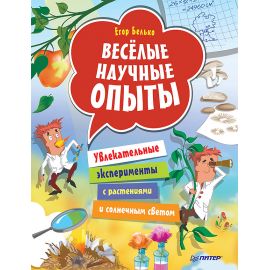 Егор Белько
ВЕСЁЛЫЕ
НАУЧНЫЕ
ОПЫТЫ
УВЛЕКАТЕЛЬНЫЕ
ЭКСПЕРИМЕНТЫ
С РАСТЕНИЯМИ
И СОЛНЕЧНЫМ СВЕТОМ
ПИТЕР